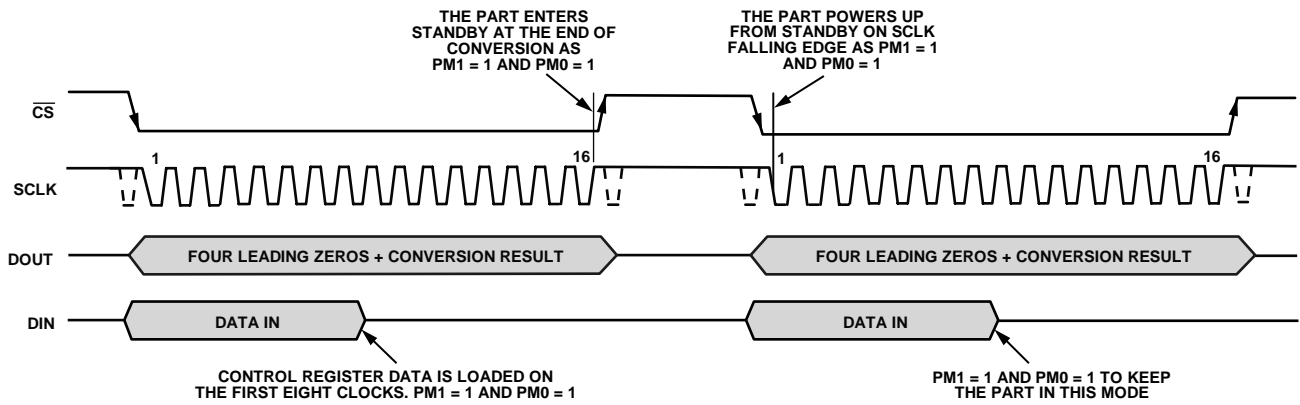 THE PART ENTERS
STANDBY AT THE END OF
CONVERSION AS
PM1 = 1 AND PM0 = 1
THE PART POWERS UP
FROM STANDBY ON SCLK
FALLING EDGE AS PM1 = 1
AND PM0 = 1
CS
1
16
1
16
SCLK
DOUT
FOUR LEADING ZEROS + CONVERSION RESULT
FOUR LEADING ZEROS + CONVERSION RESULT
DIN
DATA IN
DATA IN
CONTROL REGISTER DATA IS LOADED ON
THE FIRST EIGHT CLOCKS. PM1 = 1 AND PM0 = 1
PM1 = 1 AND PM0 = 1 TO KEEP
THE PART IN THIS MODE